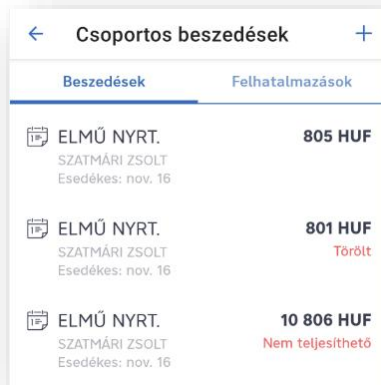 Csoportos beszedések
Beszedések Felhatalmazások
ELMŰ NYRT. 805 HUF
SZATMÁRI ZSOLT
Esedékes: nov. 16
ELMŰ NYRT. 801 HUF
SZATMÁRI ZSOLT Törölt
Esedékes: nov. 16
ELMŰ NYRT. 10 806 HUF
SZATMÁRI ZSOLT Nem teljesíthető
Esedékes: nov. 16